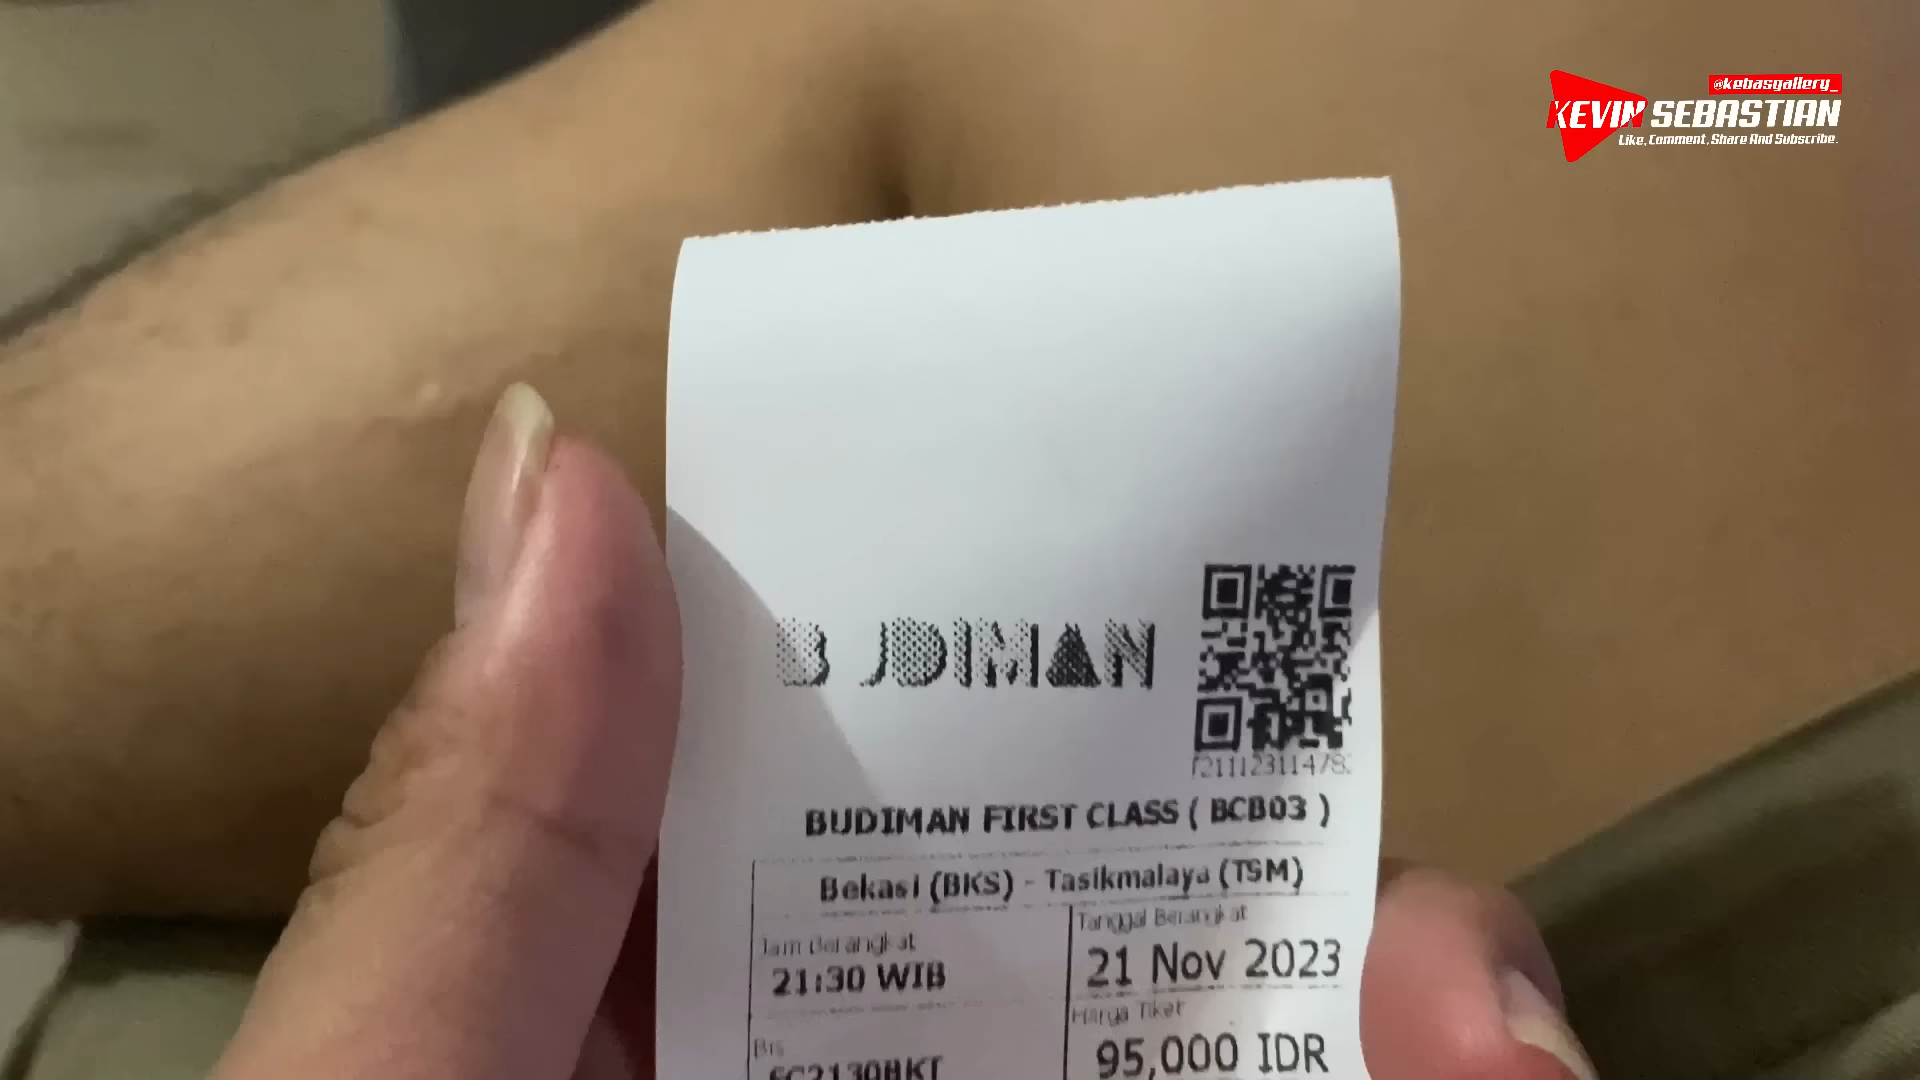 @kebasgallery_
KEVIN SEBASTIAN
Like, Comment, Share And Subscribe.
BUDIMAN
BUDIMAN FIRST CLASS ( BCB03 )
Bekasi (BKS) - Tasikmalaya (TSM)
Jam Berangkat
21:30 WIB
Tanggal Berangkat
21 Nov 2023
Harga Tiket
95,000 IDR
Bis